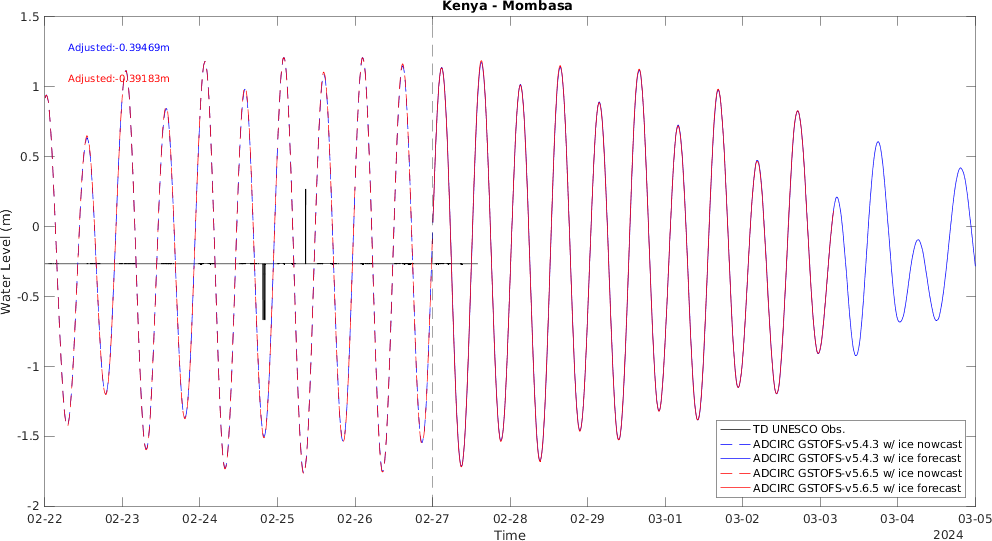 Kenya - Mombasa
Adjusted:-0.39469m
Adjusted:-0.39183m
Water Level (m)
1.5
1
0.5
0
-0.5
-1
-1.5
-2
TD UNESCO Obs.
ADCIRC GSTOFS-v5.4.3 w/ ice nowcast
ADCIRC GSTOFS-v5.4.3 w/ ice forecast
ADCIRC GSTOFS-v5.6.5 w/ ice nowcast
ADCIRC GSTOFS-v5.6.5 w/ ice forecast
02-22 02-23 02-24 02-25 02-26 02-27 02-28 02-29 03-01 03-02 03-03 03-04 03-05
Time
2024